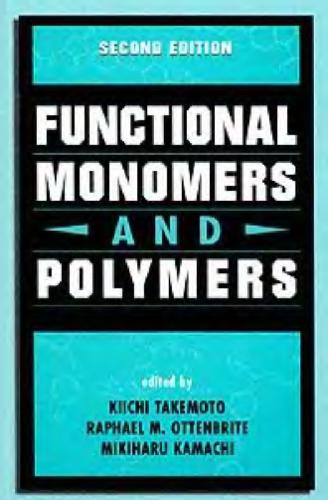 SECOND EDITION
FUNCTIONAL
MONOMERS
AND
POLYMERS
edited by
KIICHI TAKEMOTO
RAPHAEL M. OTTENBRITE
MIKIHARU KAMACHI